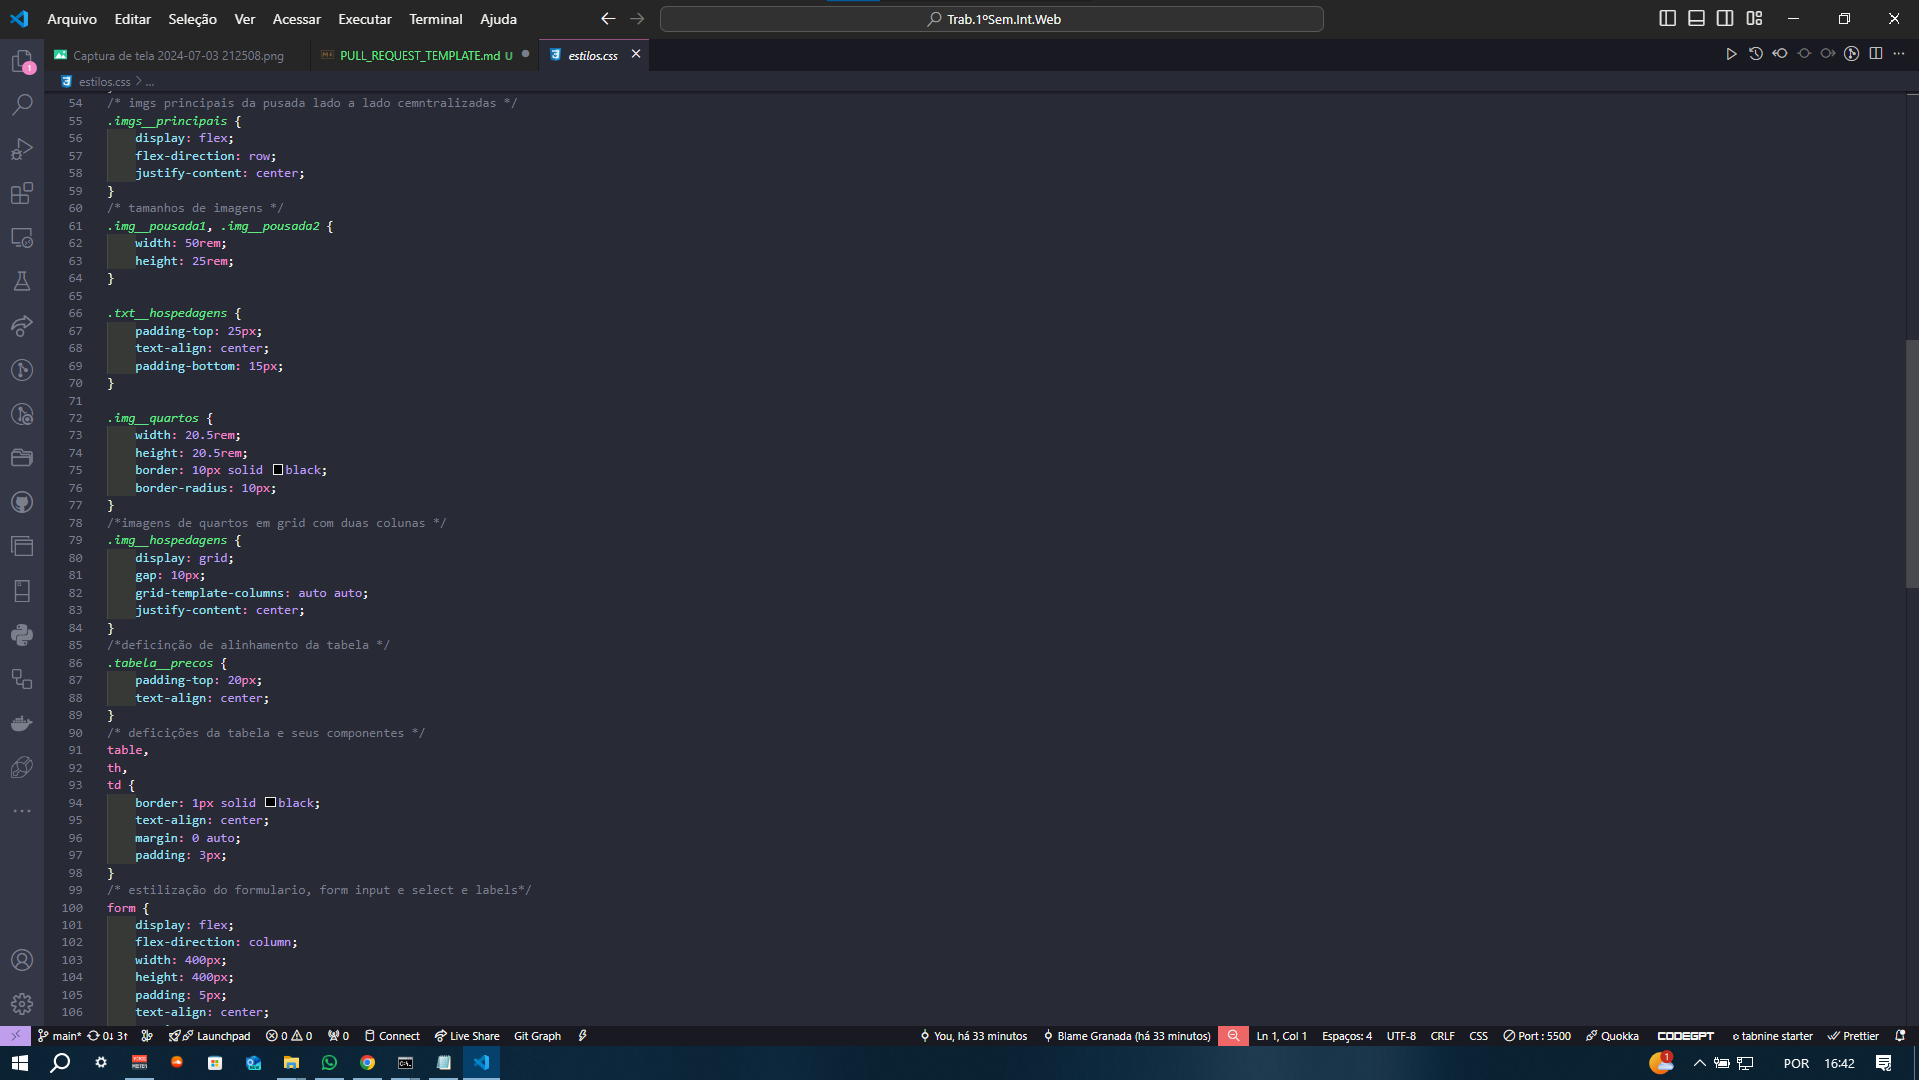 Arquivo Editar Seleção Ver Acessar Executar Terminal Ajuda
Trab.1ºSem.Int.Web
Captura de tela 2024-07-03 212508.png
PULL_REQUEST_TEMPLATE.md U
estilos.css
1
estilos.css > ...
54 /* imgs principais da pusada lado a lado cemntralizadas */
55 .imgs__principais {
56 display: flex;
57 flex-direction: row;
58 justify-content: center;
59 }
60 /* tamanhos de imagens */
61 .img__pousada1, .img__pousada2 {
62 width: 50rem;
63 height: 25rem;
64 }
65
66 .txt__hospedagens {
67 padding-top: 25px;
68 text-align: center;
69 padding-bottom: 15px;
70 }
71
72 .img__quartos {
73 width: 20.5rem;
74 height: 20.5rem;
75 border: 10px solid black;
76 border-radius: 10px;
77 }
78 /*imagens de quartos em grid com duas colunas */
79 .img__hospedagens {
80 display: grid;
81 gap: 10px;
82 grid-template-columns: auto auto;
83 justify-content: center;
84 }
85 /*deficinção de alinhamento da tabela */
86 .tabela__precos {
87 padding-top: 20px;
88 text-align: center;
89 }
90 /* deficições da tabela e seus componentes */
91 table,
92 th,
93 td {
94 border: 1px solid black;
95 text-align: center;
96 margin: 0 auto;
97 padding: 3px;
98 }
99 /* estilização do formulario, form input e select e labels*/
100 form {
101 display: flex;
102 flex-direction: column;
103 width: 400px;
104 height: 400px;
105 padding: 5px;
106 text-align: center;
main* 0↓ 3↑ Launchpad 0 0 0 Connect Live Share Git Graph You, há 33 minutos Blame Granada (há 33 minutos) Ln 1, Col 1 Espaços: 4 UTF-8 CRLF CSS Port : 5500 Quokka CODEGPT tabnine starter Prettier
1 POR 16:42